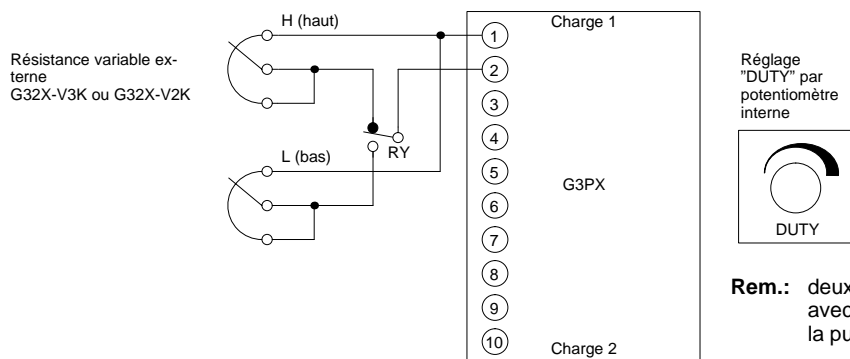 H (haut)
Charge 1
Résistance variable ex-
terne
G32X-V3K ou G32X-V2K
1
2
3
4
5
6
7
8
9
10
RY
L (bas)
G3PX
Charge 2
Réglage
"DUTY" par
potentiomètre
interne
DUTY
Rem.: deux
avec
la pu